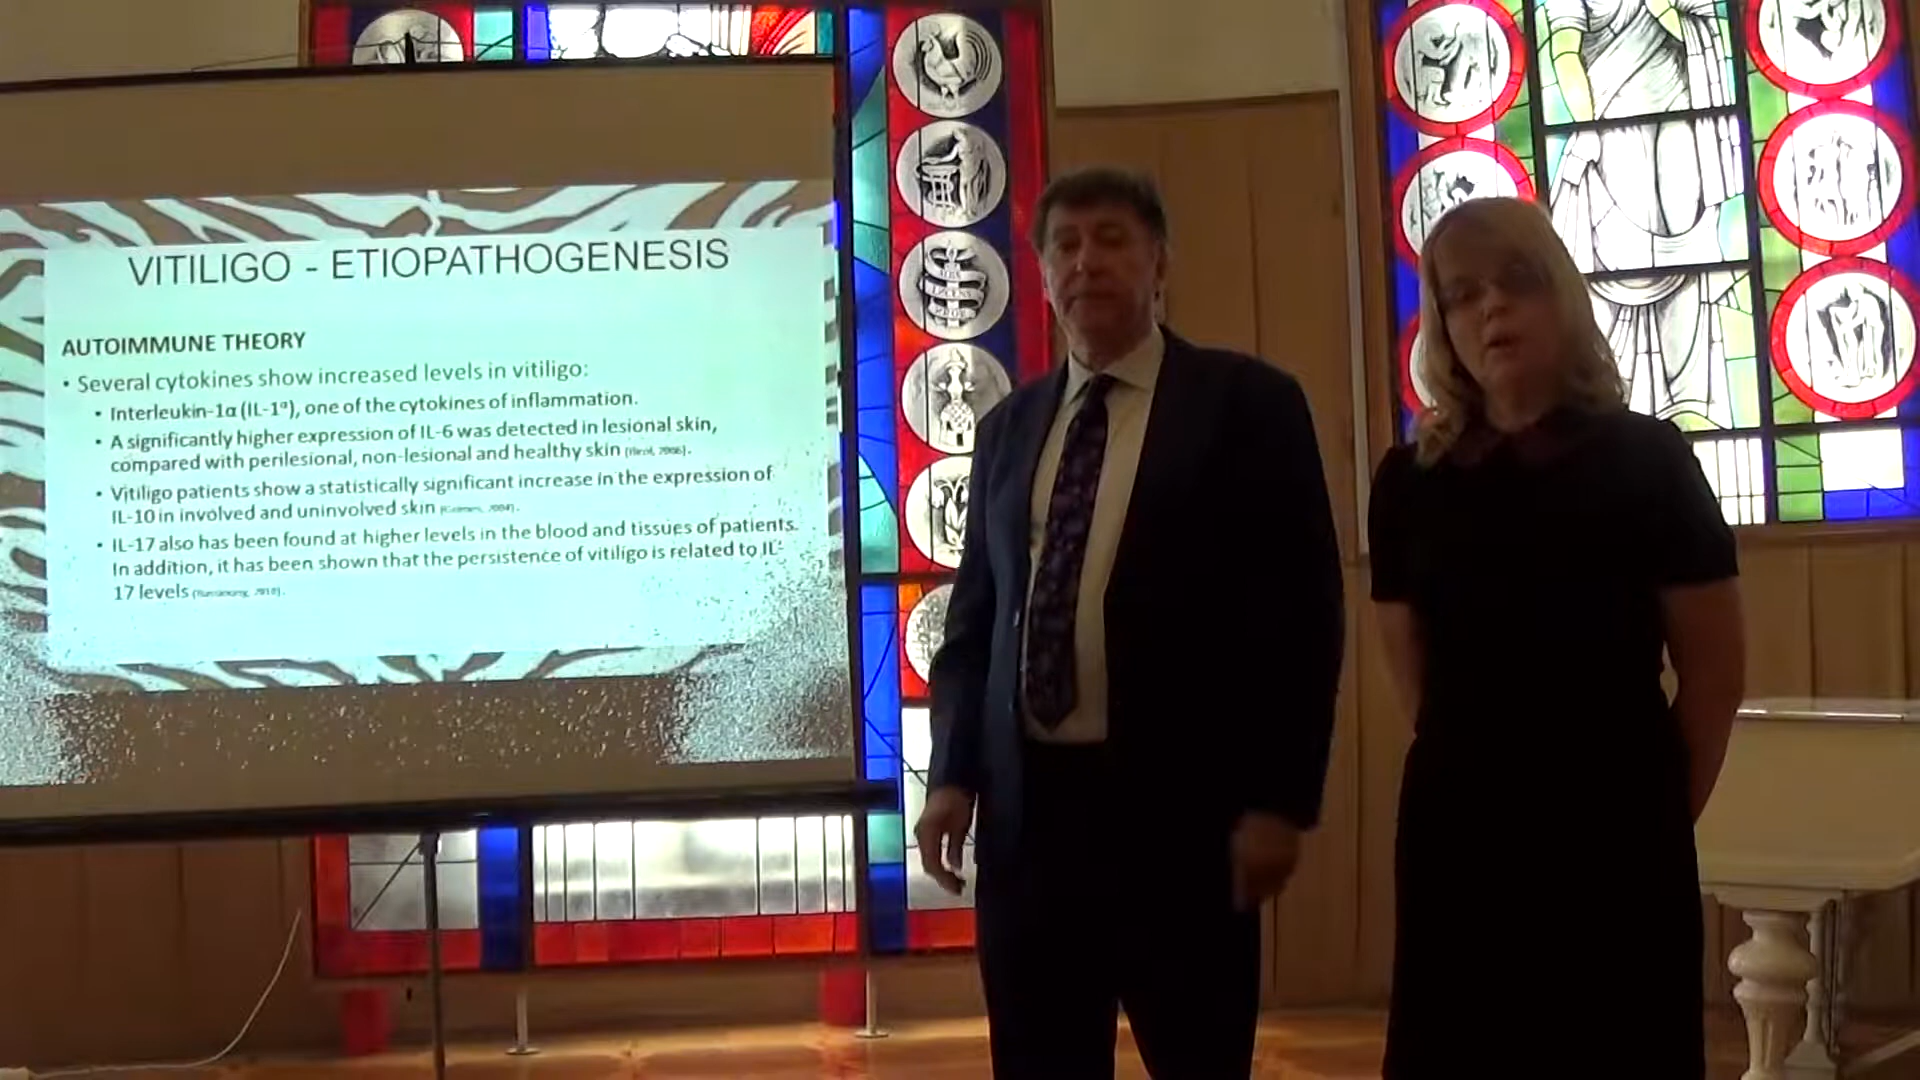 VITILIGO - ETIOPATHOGENESIS
AUTOIMMUNE THEORY
• Several cytokines show increased levels in vitiligo:
• Interleukin-1α (IL-1ᵅ), one of the cytokines of inflammation.
• A significantly higher expression of IL-6 was detected in lesional skin,
compared with perilesional, non-lesional and healthy skin
• Vitiligo patients show a statistically significant increase in the expression of
IL-10 in involved and uninvolved skin
• IL-17 also has been found at higher levels in the blood and tissues of patients.
In addition, it has been shown that the persistence of vitiligo is related to IL-
17 levels